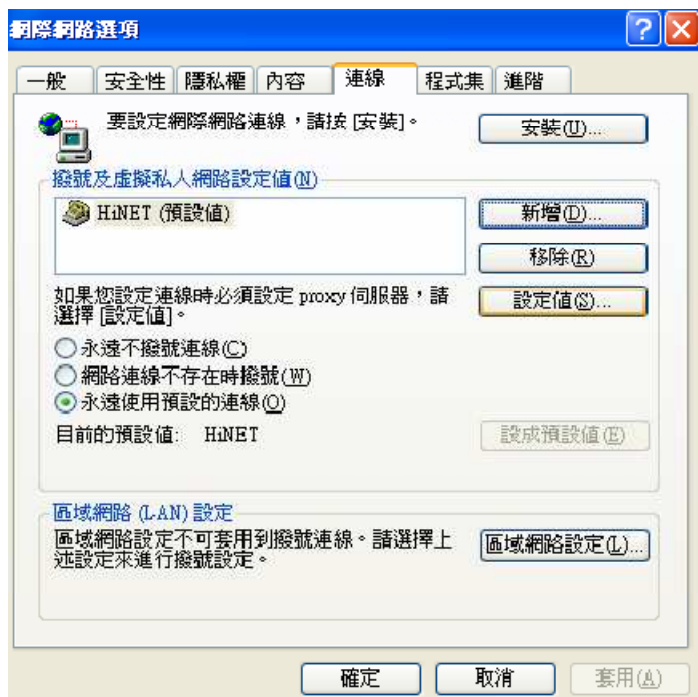 網際網路選項
一般 安全性 隱私權 內容 連線 程式集 進階
要設定網際網路連線，請按 [安裝]。
安裝(U)...
撥號及虛擬私人網路設定值(N)
HiNET (預設值)
新增(D)...
移除(R)
如果您設定連線時必須設定 proxy 伺服器，請
選擇 [設定值]。
設定值(S)...
永遠不撥號連線(C)
網路連線不存在時撥號(W)
永遠使用預設的連線(O)
目前的預設值: HiNET
設成預設值(E)
區域網路 (LAN) 設定
區域網路設定不可套用到撥號連線。請選擇上
述設定來進行撥號設定。
區域網路設定(L)...
確定 取消 套用(A)